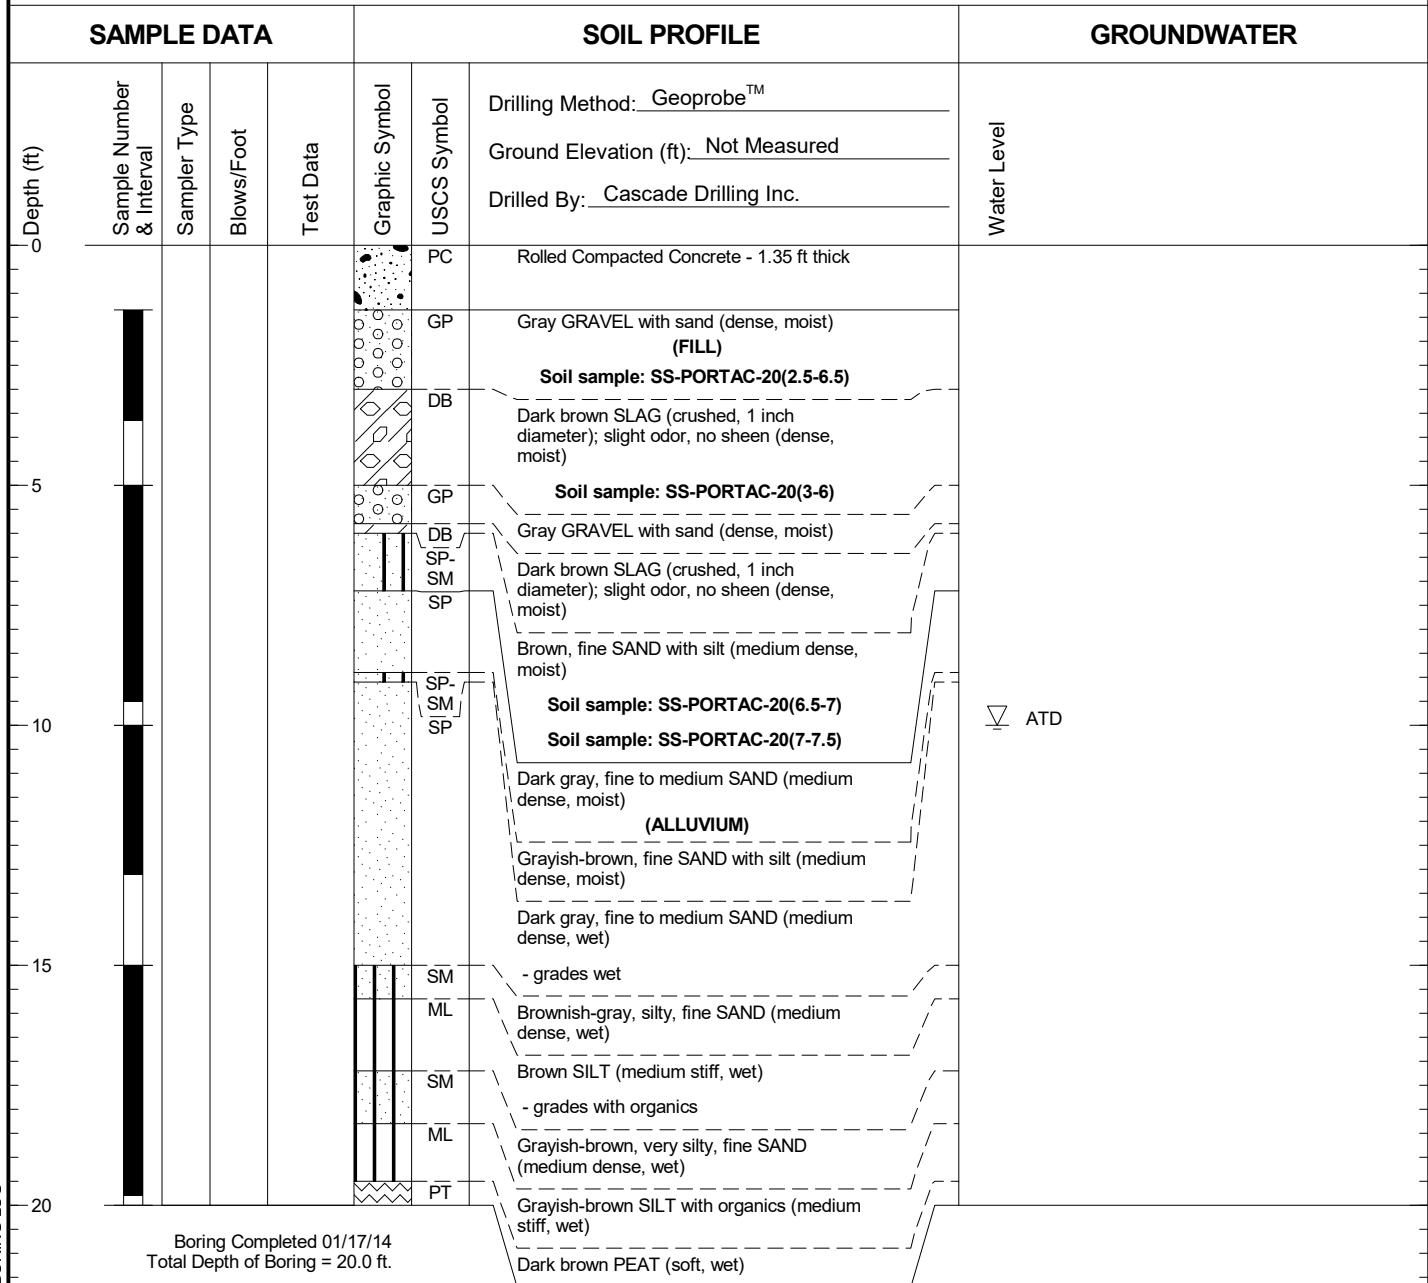 SAMPLE DATA
SOIL PROFILE
GROUNDWATER
Depth (ft)
Sample Number
& Interval
Sampler Type
Blows/Foot
Test Data
Graphic Symbol
USCS Symbol
Drilling Method: Geoprobe™
Ground Elevation (ft): Not Measured
Drilled By: Cascade Drilling Inc.
Water Level
0
PC
Rolled Compacted Concrete - 1.35 ft thick
GP
Gray GRAVEL with sand (dense, moist)
(FILL)
Soil sample: SS-PORTAC-20(2.5-6.5)
DB
Dark brown SLAG (crushed, 1 inch
diameter); slight odor, no sheen (dense,
moist)
5
GP
Soil sample: SS-PORTAC-20(3-6)
DB
Gray GRAVEL with sand (dense, moist)
SP-
SM
Dark brown SLAG (crushed, 1 inch
diameter); slight odor, no sheen (dense,
moist)
SP
Brown, fine SAND with silt (medium dense,
moist)
SP-
SM
Soil sample: SS-PORTAC-20(6.5-7)
10
SP
Soil sample: SS-PORTAC-20(7-7.5)
ATD
Dark gray, fine to medium SAND (medium
dense, moist)
(ALLUVIUM)
Grayish-brown, fine SAND with silt (medium
dense, moist)
Dark gray, fine to medium SAND (medium
dense, wet)
15
SM
- grades wet
ML
Brownish-gray, silty, fine SAND (medium
dense, wet)
Brown SILT (medium stiff, wet)
SM
- grades with organics
ML
Grayish-brown, very silty, fine SAND
(medium dense, wet)
PT
20
Grayish-brown SILT with organics (medium
stiff, wet)
Boring Completed 01/17/14
Total Depth of Boring = 20.0 ft.
Dark brown PEAT (soft, wet)